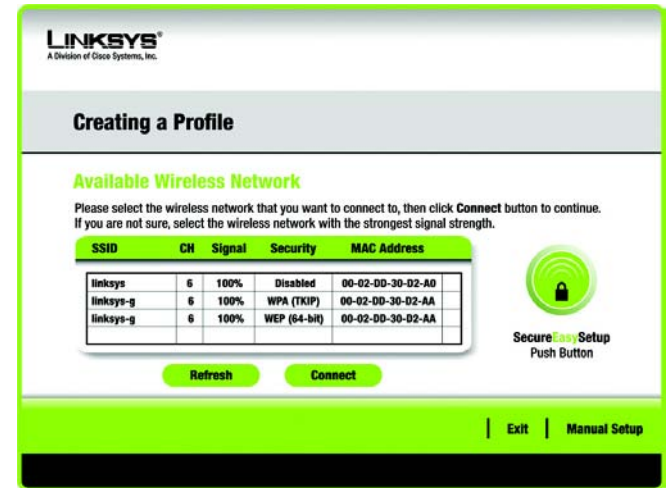 LINKSYS®
A Division of Cisco Systems, Inc.
Creating a Profile
Available Wireless Network
Please select the wireless network that you want to connect to, then click Connect button to continue.
If you are not sure, select the wireless network with the strongest signal strength.
SSID CH Signal Security MAC Address
linksys 6 100% Disabled 00-02-DD-30-D2-A0
linksys-g 6 100% WPA (TKIP) 00-02-DD-30-D2-AA
linksys-g 6 100% WEP (64-bit) 00-02-DD-30-D2-AA
SecureEasySetup
Push Button
Refresh Connect
Exit Manual Setup